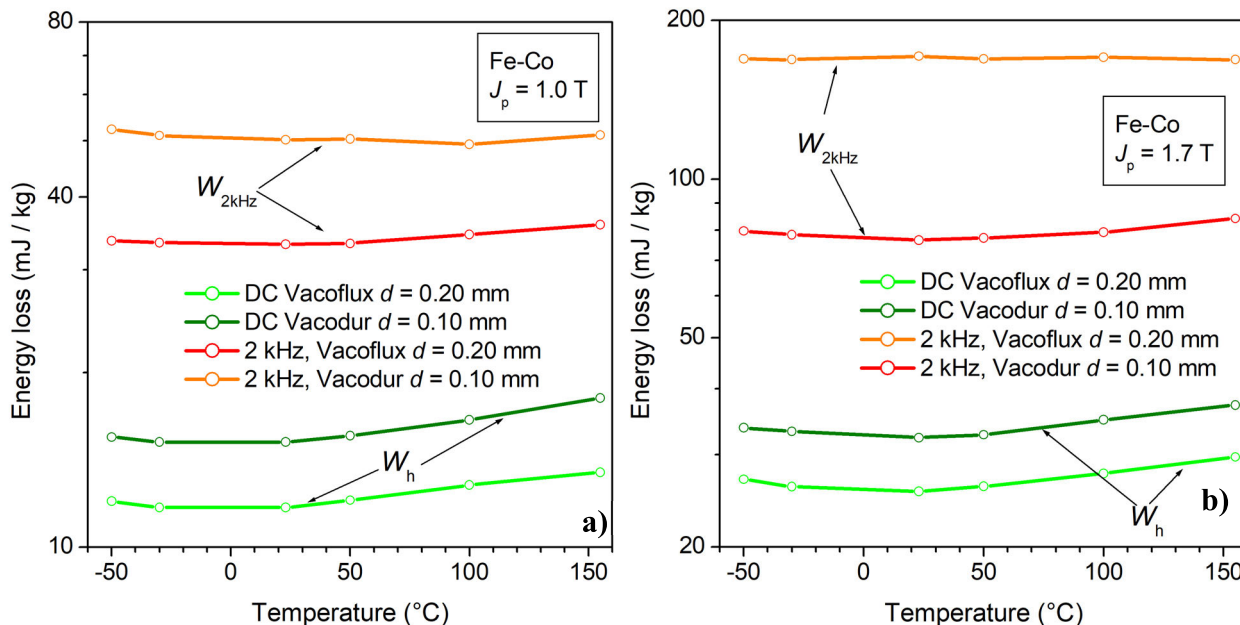 80
40
20
10
Energy loss (mJ / kg)
Fe-Co
Jp = 1.0 T
W2kHz
DC Vacoflux d = 0.20 mm
DC Vacodur d = 0.10 mm
2 kHz, Vacoflux d = 0.20 mm
2 kHz, Vacodur d = 0.10 mm
Wh
a)
-50 0 50 100 150
Temperature (°C)
200
100
50
20
Energy loss (mJ / kg)
Fe-Co
Jp = 1.7 T
W2kHz
DC Vacoflux d = 0.20 mm
DC Vacodur d = 0.10 mm
2 kHz, Vacoflux d = 0.20 mm
2 kHz, Vacodur d = 0.10 mm
Wh
b)
-50 0 50 100 150
Temperature (°C)